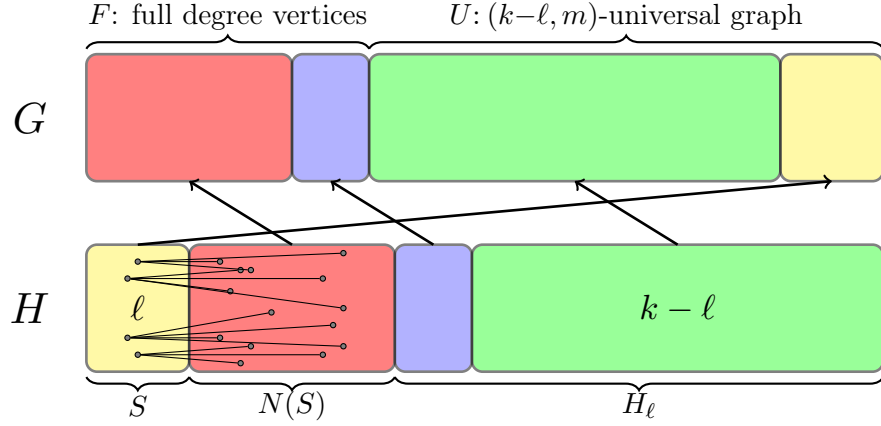 F: full degree vertices
U: (k−ℓ, m)-universal graph
G
H
ℓ
k − ℓ
S
N(S)
H_ℓ